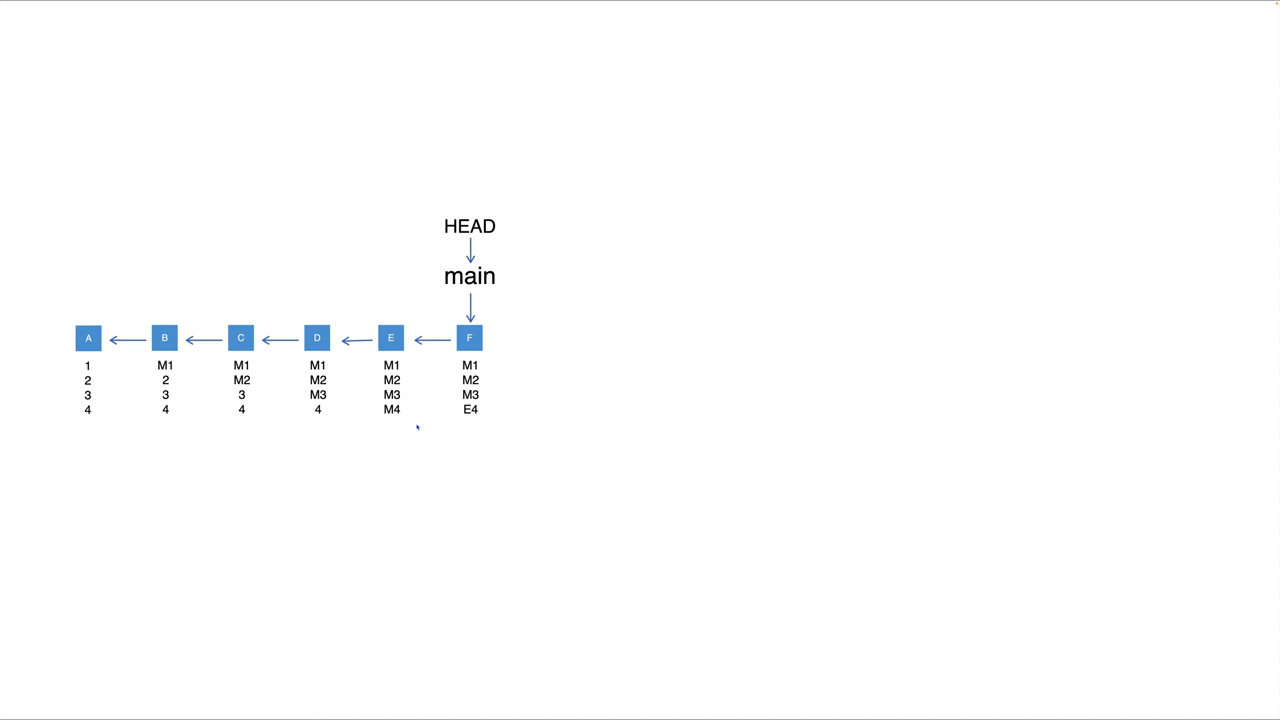 HEAD
main
A B C D E F
1 M1 M1 M1 M1 M1
2 2 M2 M2 M2 M2
3 3 3 M3 M3 M3
4 4 4 4 M4 E4